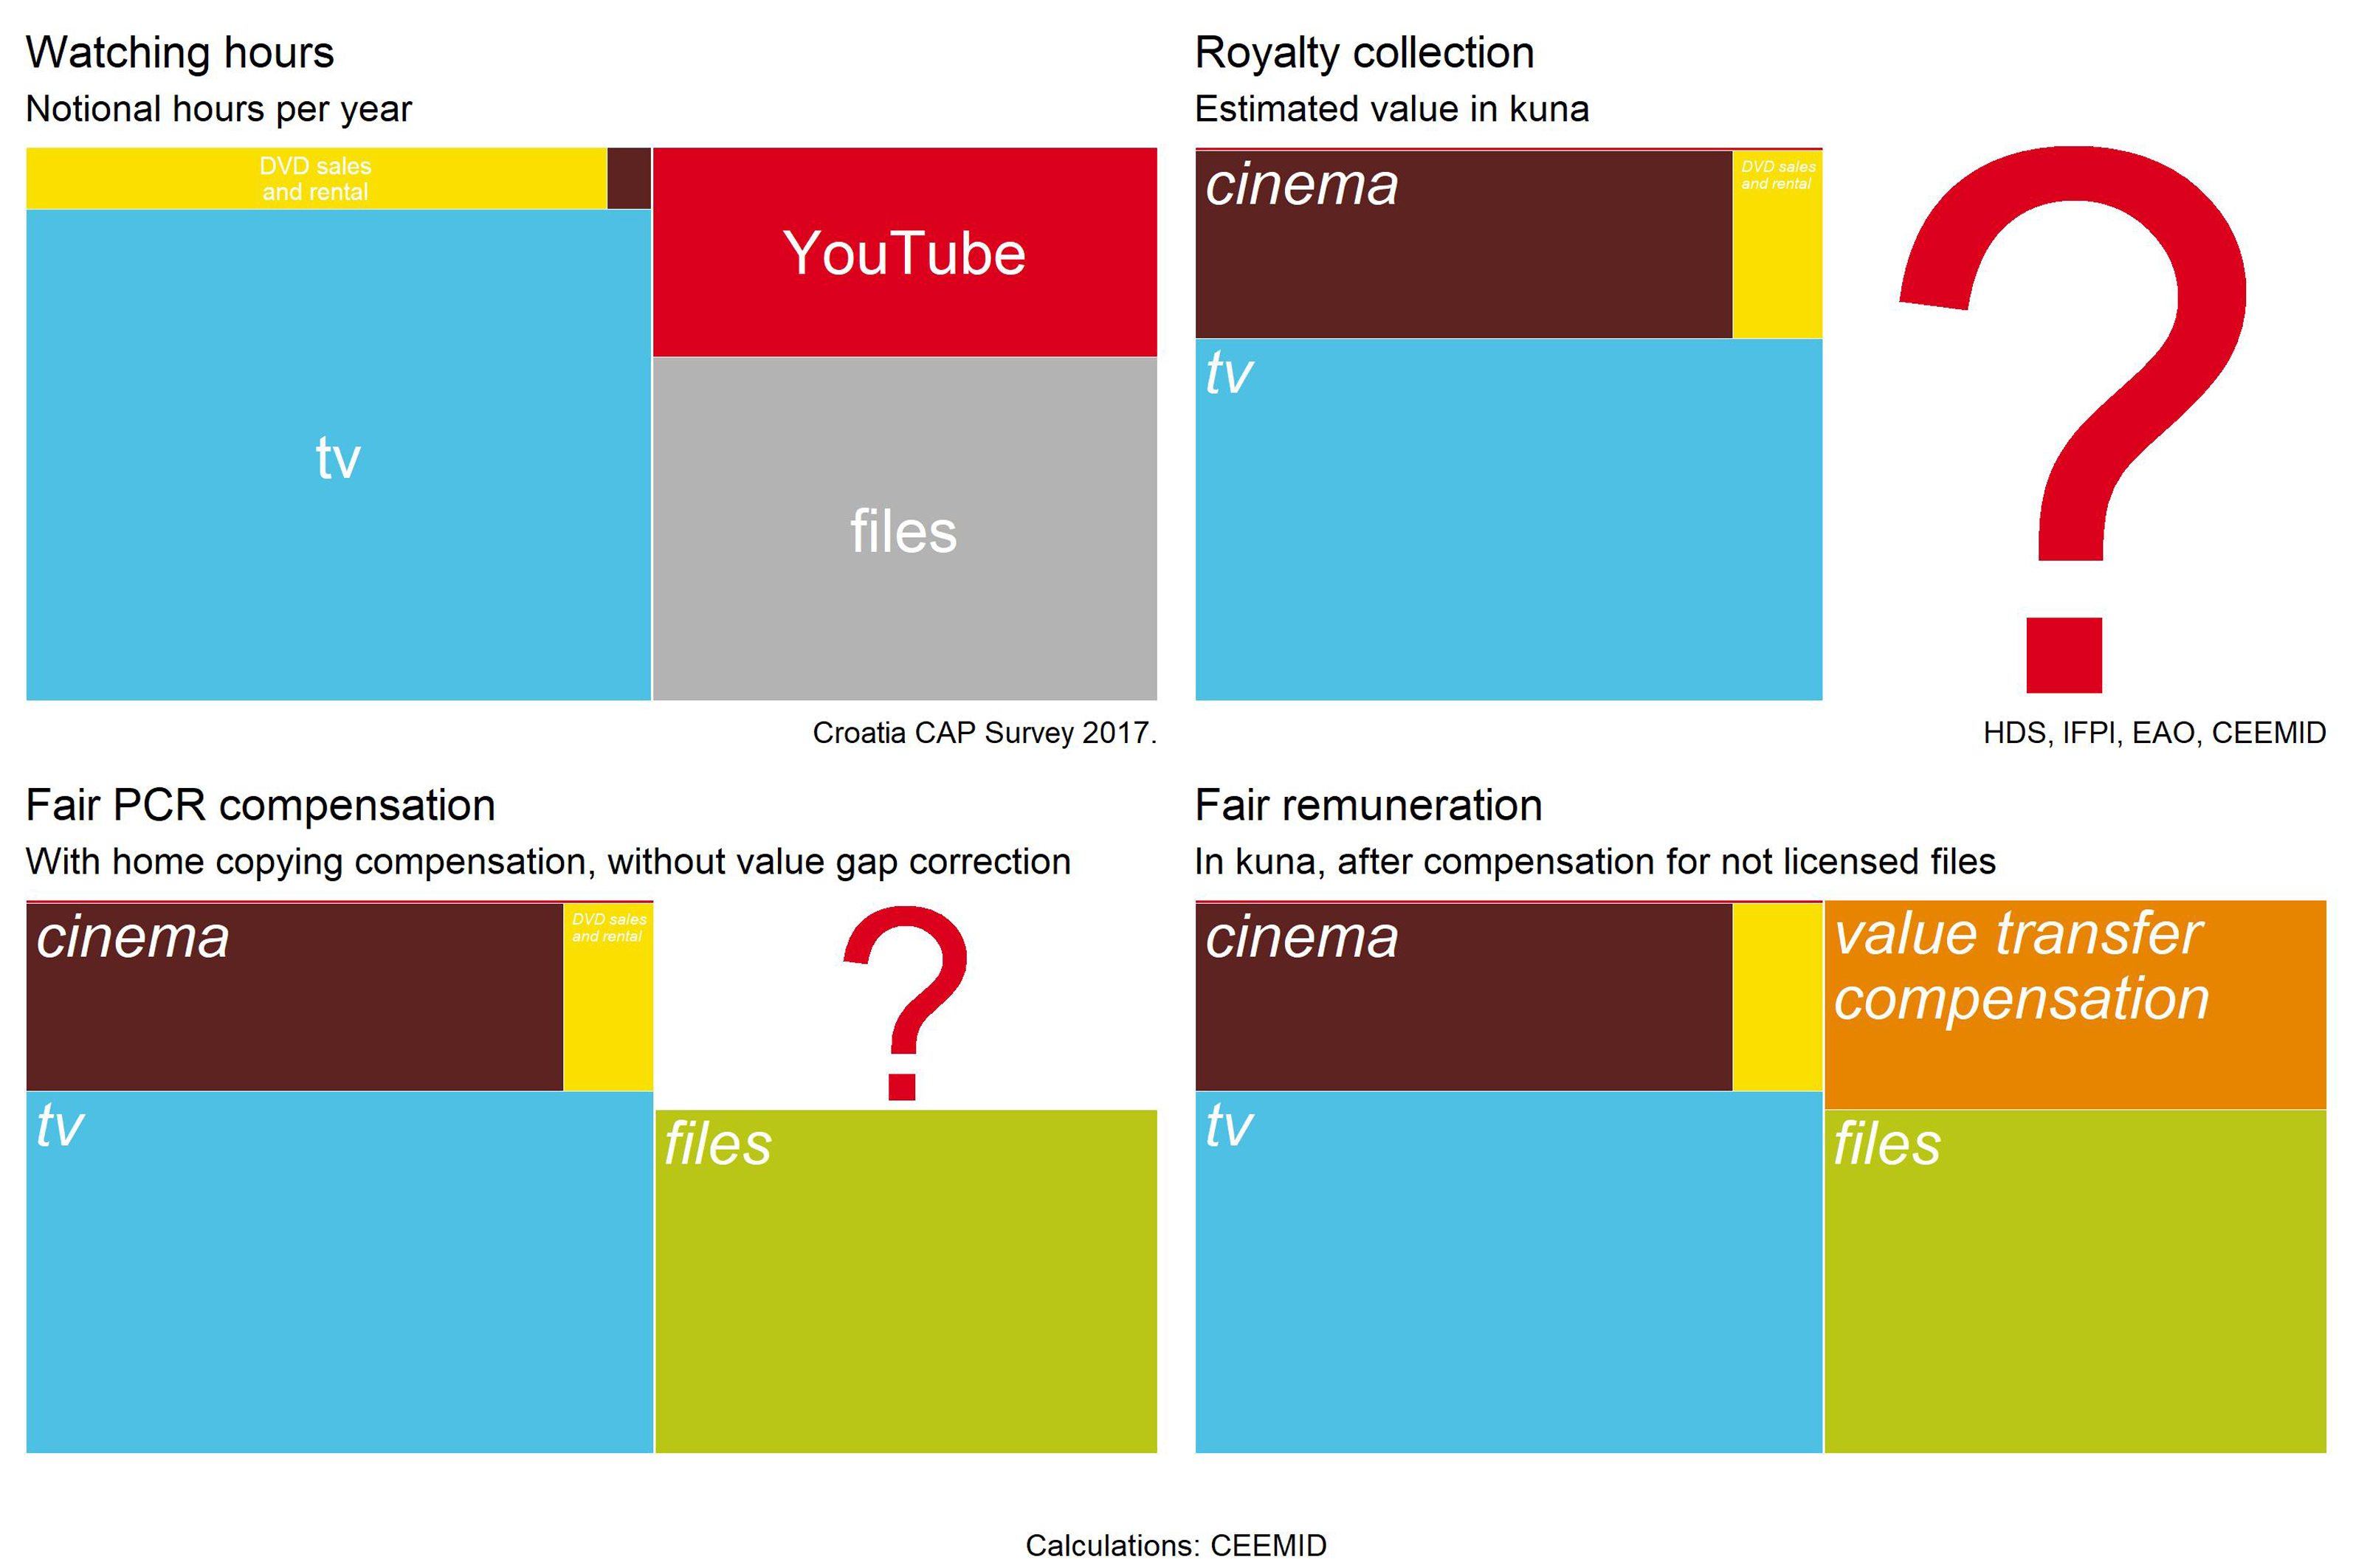 Watching hours
Notional hours per year
DVD sales
and rental
YouTube
tv
files
Croatia CAP Survey 2017.
Royalty collection
Estimated value in kuna
cinema
DVD sales
and rental
tv
?
HDS, IFPI, EAO, CEEMID
Fair PCR compensation
With home copying compensation, without value gap correction
cinema
DVD sales
and rental
?
tv
files
Fair remuneration
In kuna, after compensation for not licensed files
cinema
value transfer
compensation
tv
files
Calculations: CEEMID